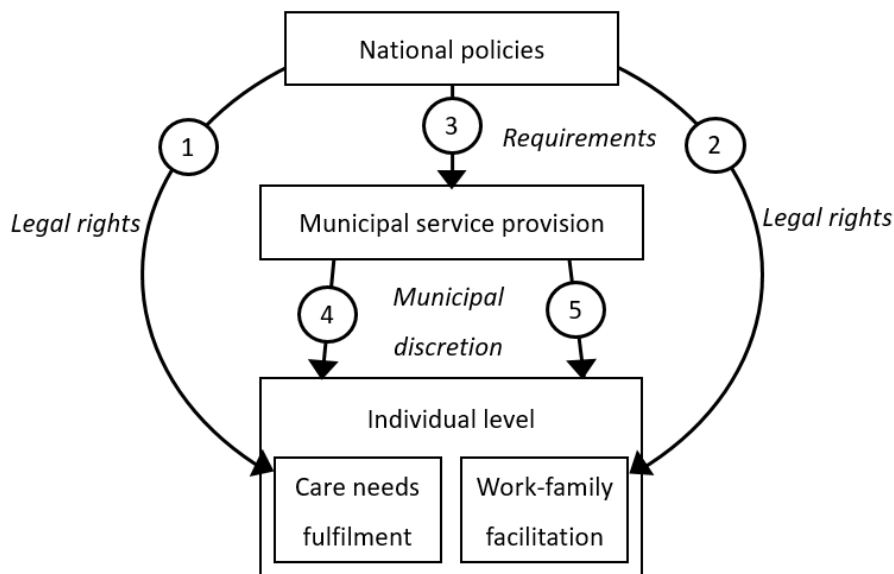 National policies
1
3
Requirements
2
Legal rights
Legal rights
Municipal service provision
4
Municipal
discretion
5
Individual level
Care needs
fulfilment
Work-family
facilitation